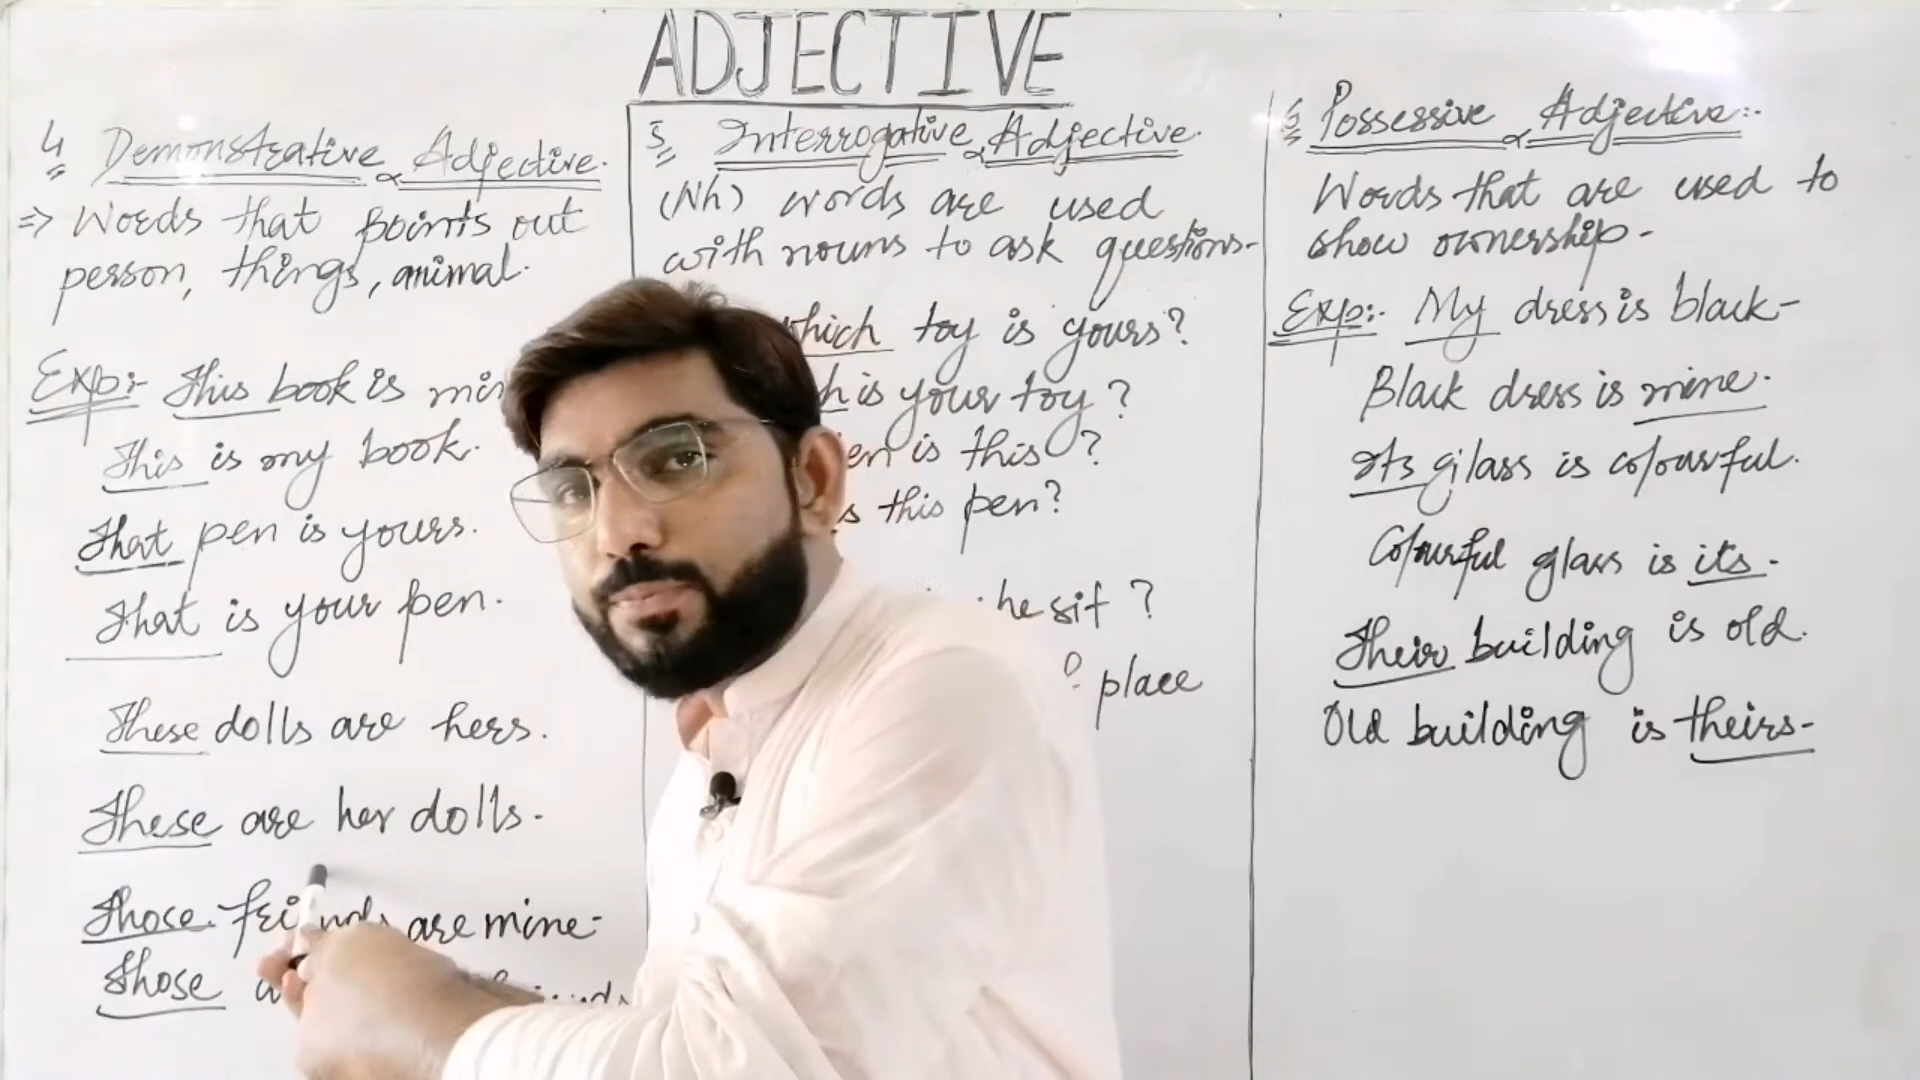 ADJECTIVE
4 Demonstrative Adjective.
=> Words that points out
person, things, animal.
Exp:- This book is
This is my book.
That pen is yours.
That is your pen.
These dolls are hers.
These are her dolls.
Those friends are mine-
Those
5 Interrogative Adjective.
(Wh) words are used
with nouns to ask questions-
which toy is yours?
is your toy?
is this?
this pen?
he sit?
place
6 Possessive Adjective:-
Words that are used to
show ownership-
Exp:- My dress is black-
Black dress is mine.
Its glass is colourful.
Colourful glass is its.
Their building is old.
Old building is theirs-